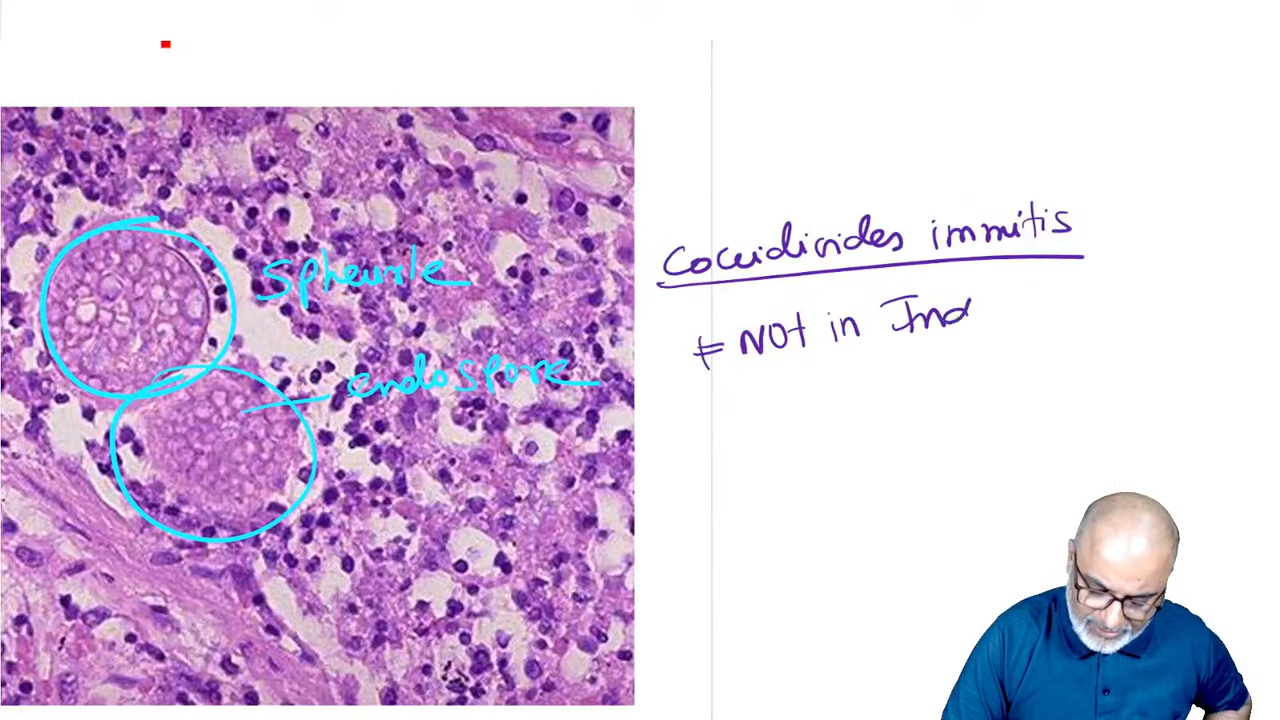 Spherule
endospore
Coccidioides immitis
NOT in Ind